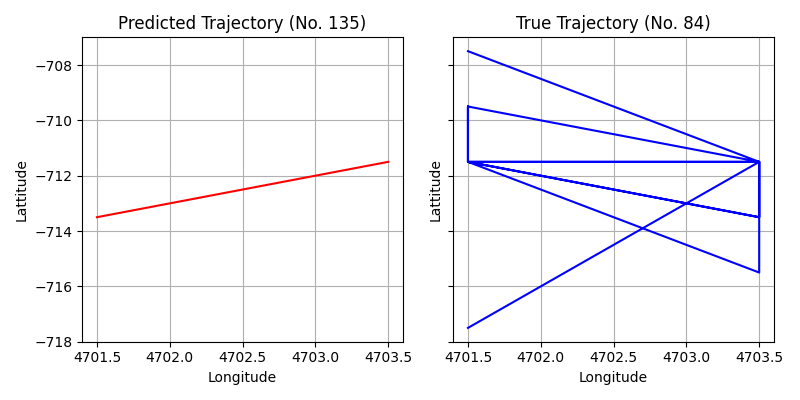 Predicted Trajectory (No. 135)
Lattitude
−708
−710
−712
−714
−716
−718
4701.5 4702.0 4702.5 4703.0 4703.5
Longitude
True Trajectory (No. 84)
Lattitude
4701.5 4702.0 4702.5 4703.0 4703.5
Longitude